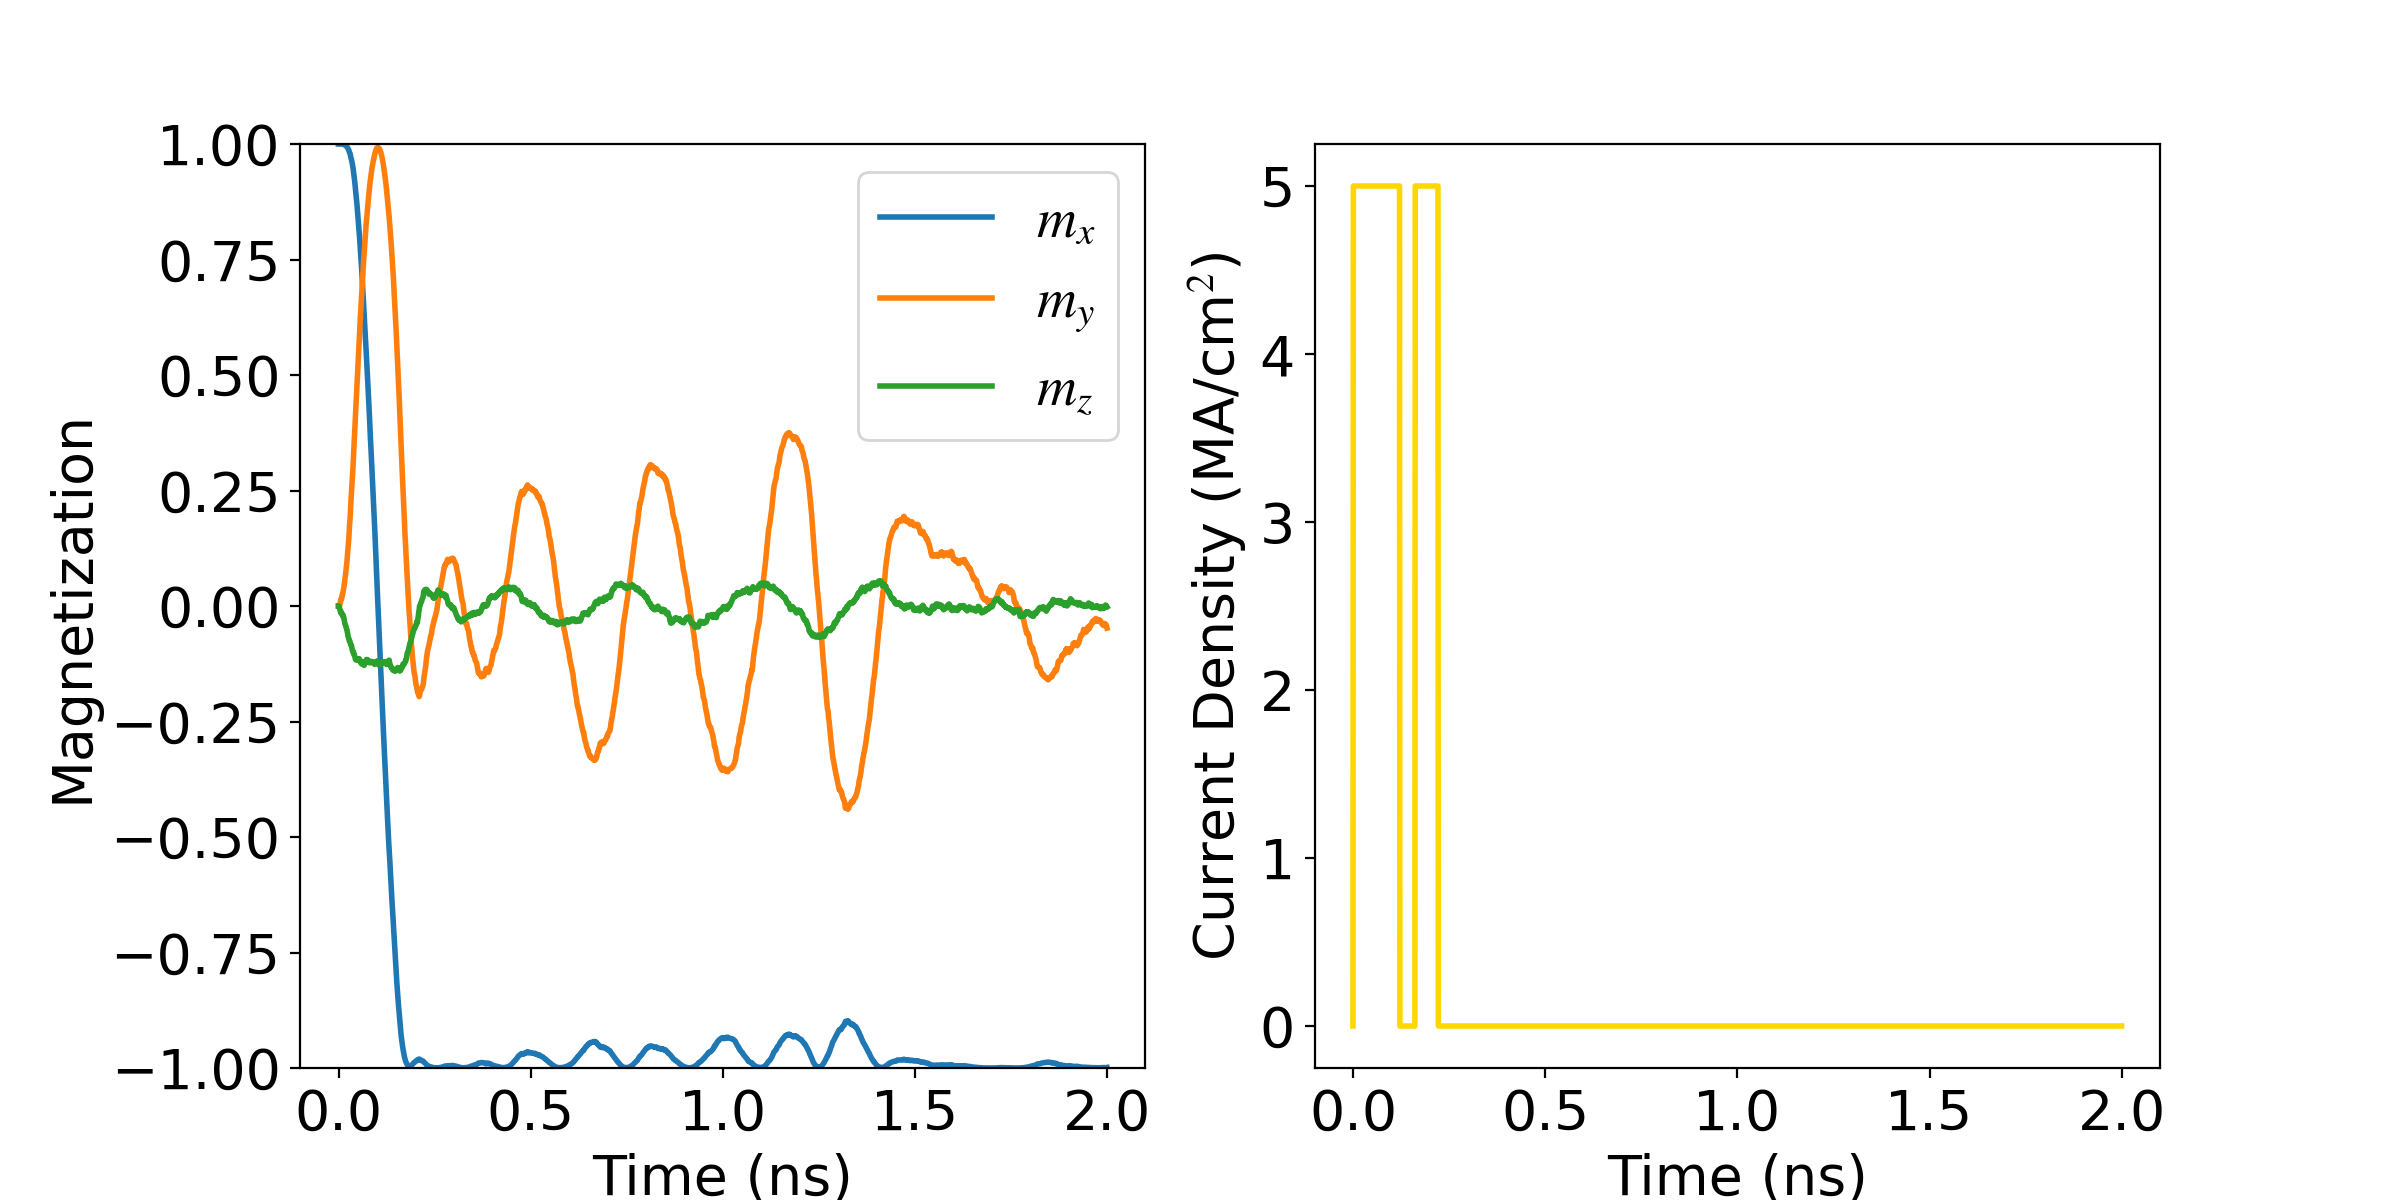 Magnetization
1.00
0.75
0.50
0.25
0.00
−0.25
−0.50
−0.75
−1.00
0.0 0.5 1.0 1.5 2.0
Time (ns)
m_x
m_y
m_z
Current Density (MA/cm²)
5
4
3
2
1
0
0.0 0.5 1.0 1.5 2.0
Time (ns)